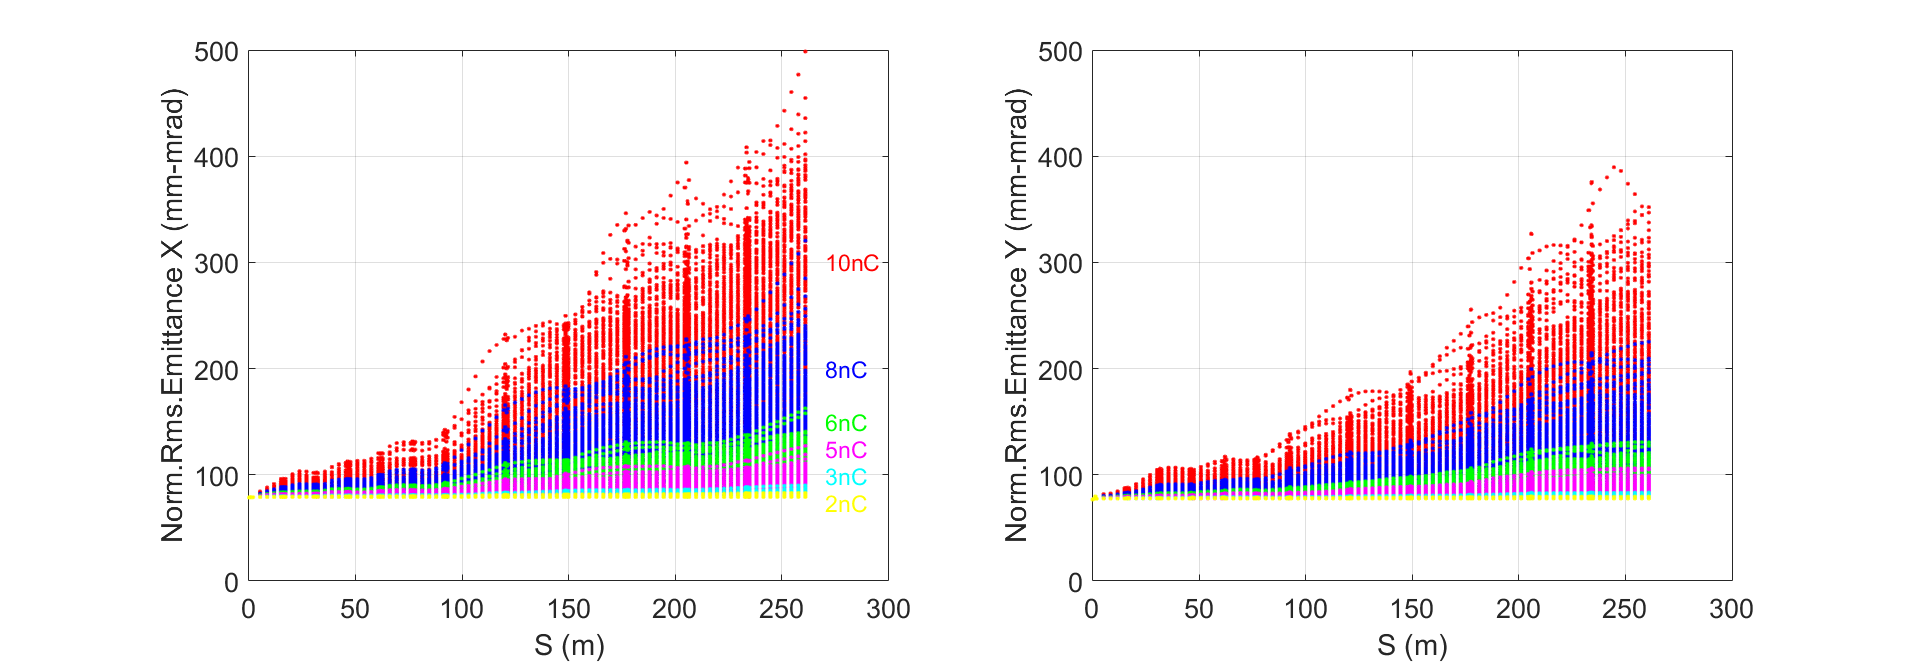 500
400
300
200
100
0
0 50 100 150 200 250 300
S (m)
Norm.Rms.Emittance X (mm-mrad)
10nC
8nC
6nC
5nC
3nC
2nC
500
400
300
200
100
0
0 50 100 150 200 250 300
S (m)
Norm.Rms.Emittance Y (mm-mrad)